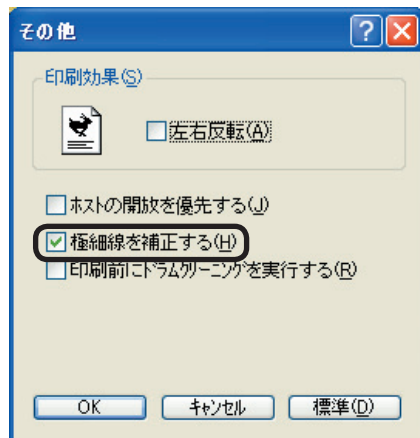 その他
印刷効果(S)
左右反転(A)
ホストの開放を優先する(J)
極細線を補正する(H)
印刷前にドラムクリーニングを実行する(R)
OK キャンセル 標準(D)